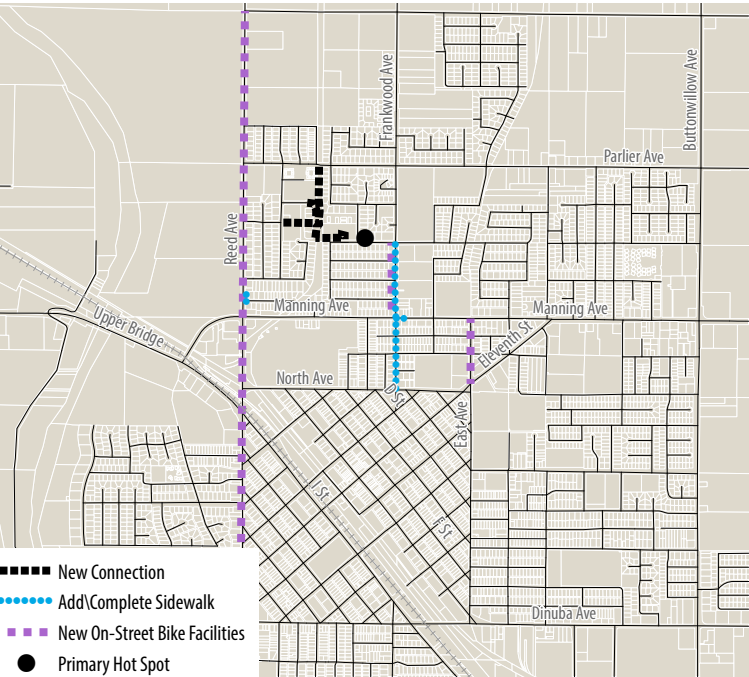 Frankwood Ave
Buttonwillow Ave
Parlier Ave
Reed Ave
Manning Ave
Manning Ave
Upper Bridge
Eleventh St
North Ave
D St
East Ave
J St
F St
New Connection
Add\Complete Sidewalk
New On-Street Bike Facilities
Primary Hot Spot
Dinuba Ave